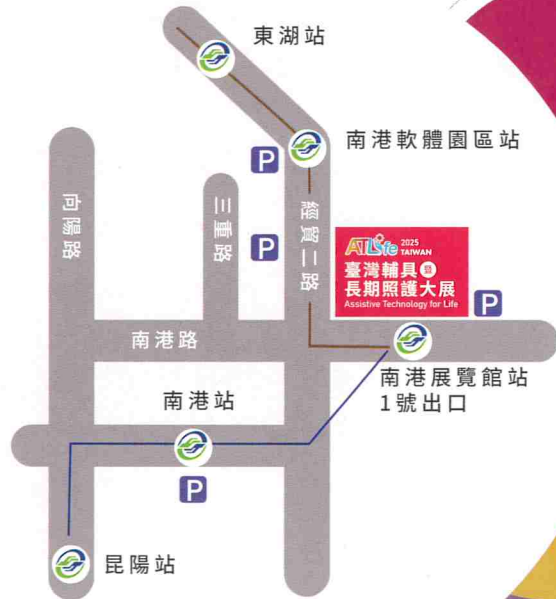 東湖站
南港軟體園區站
P
向陽路
三重路
經貿二路
P
ATLife 2025 TAIWAN
臺灣輔具暨
長期照護大展
Assistive Technology for Life
P
南港路
南港展覽館站
1號出口
南港站
P
昆陽站